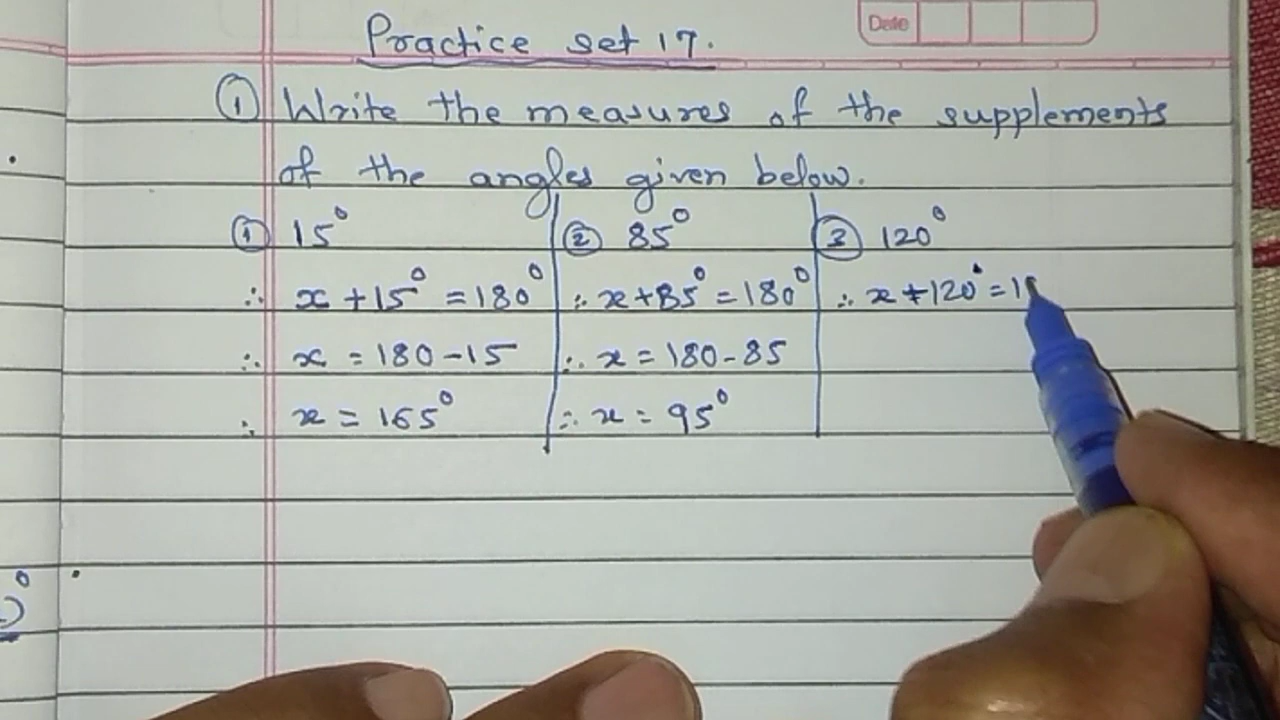 Date
Practice set 17.
① Write the measures of the supplements
of the angles given below.
① 15° ② 85° ③ 120°
∴ x + 15° = 180° ∴ x + 85° = 180° ∴ x + 120° = 18
∴ x = 180 - 15 ∴ x = 180 - 85
∴ x = 165° ∴ x = 95°